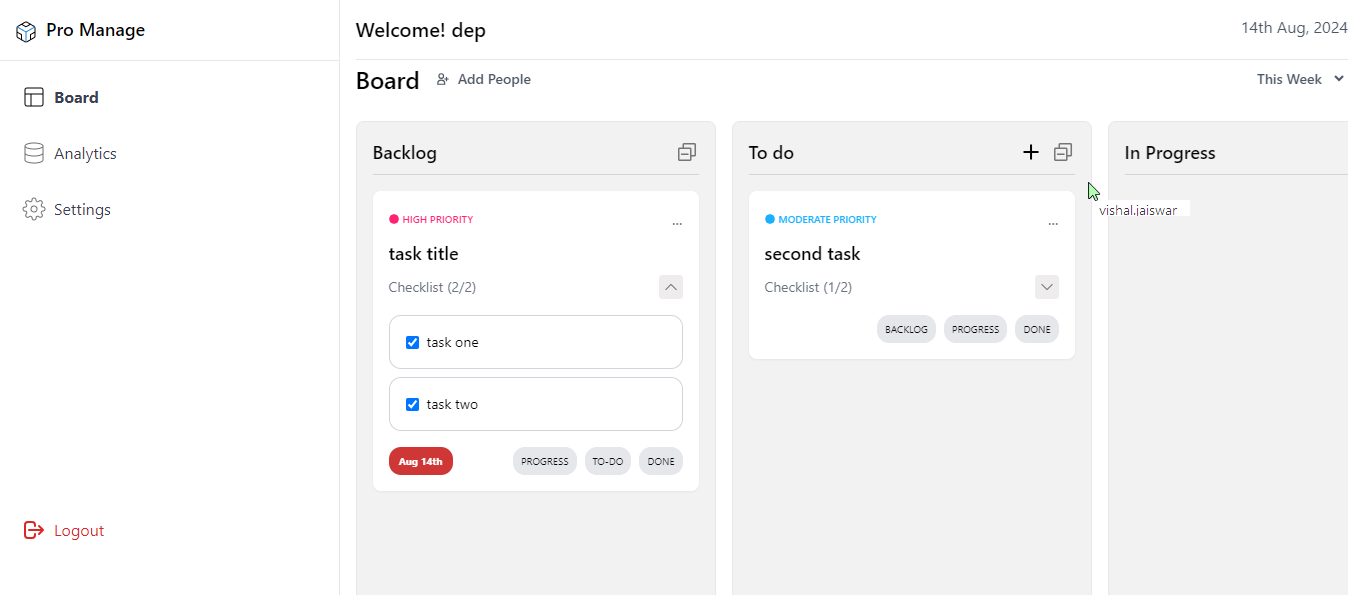 Pro Manage
Board
Analytics
Settings
Logout
Welcome! dep
14th Aug, 2024
Board
Add People
This Week
Backlog
HIGH PRIORITY
...
task title
Checklist (2/2)
task one
task two
Aug 14th
PROGRESS
TO-DO
DONE
To do
MODERATE PRIORITY
...
second task
Checklist (1/2)
BACKLOG
PROGRESS
DONE
In Progress
vishal.jaiswar